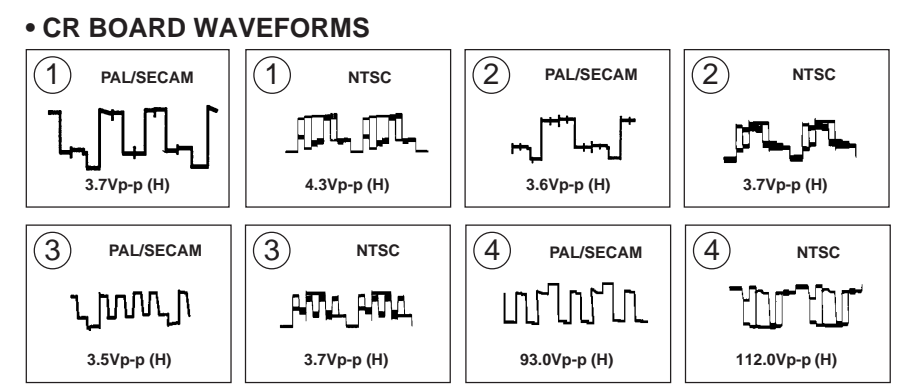 • CR BOARD WAVEFORMS
1 PAL/SECAM
3.7Vp-p (H)
1 NTSC
4.3Vp-p (H)
2 PAL/SECAM
3.6Vp-p (H)
2 NTSC
3.7Vp-p (H)
3 PAL/SECAM
3.5Vp-p (H)
3 NTSC
3.7Vp-p (H)
4 PAL/SECAM
93.0Vp-p (H)
4 NTSC
112.0Vp-p (H)